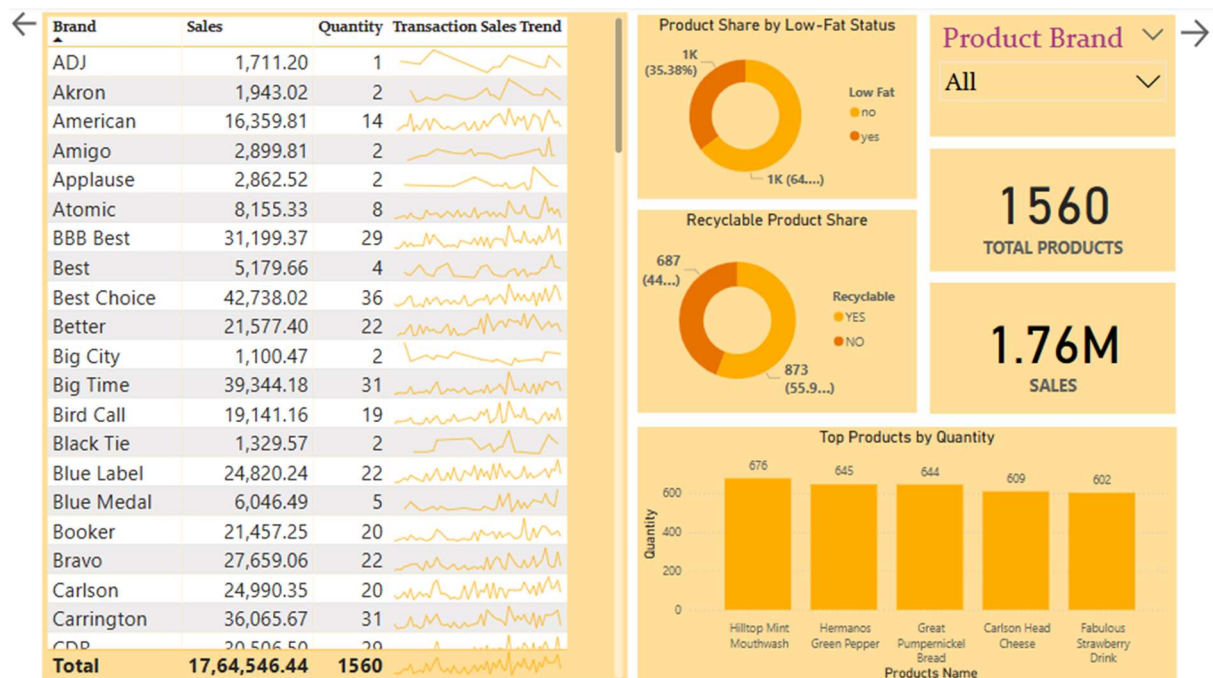 Brand Sales Quantity Transaction Sales Trend
ADJ 1,711.20 1
Akron 1,943.02 2
American 16,359.81 14
Amigo 2,899.81 2
Applause 2,862.52 2
Atomic 8,155.33 8
BBB Best 31,199.37 29
Best 5,179.66 4
Best Choice 42,738.02 36
Better 21,577.40 22
Big City 1,100.47 2
Big Time 39,344.18 31
Bird Call 19,141.16 19
Black Tie 1,329.57 2
Blue Label 24,820.24 22
Blue Medal 6,046.49 5
Booker 21,457.25 20
Bravo 27,659.06 22
Carlson 24,990.35 20
Carrington 36,065.67 31
CDR 30,506.50 29
Total 17,64,546.44 1560
Product Share by Low-Fat Status
1K
(35.38%)
1K (64....)
Low Fat
no
yes
Recyclable Product Share
687
(44...)
873
(55.9...)
Recyclable
YES
NO
Product Brand
All
1560
TOTAL PRODUCTS
1.76M
SALES
Top Products by Quantity
Quantity
600
400
200
0
676
645
644
609
602
Hilltop Mint
Mouthwash
Hermanos
Green Pepper
Great
Pumpernickel
Bread
Carlson Head
Cheese
Fabulous
Strawberry
Drink
Products Name